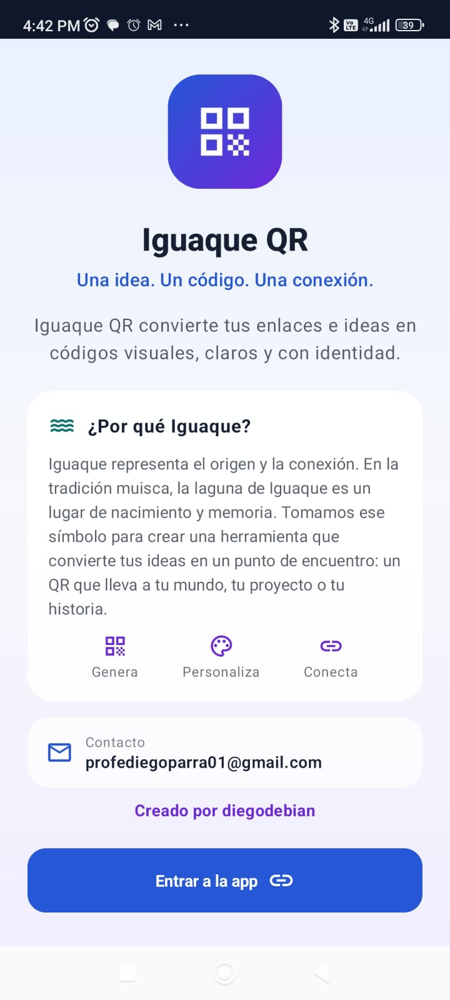 4:42 PM
Vo LTE 4G 39
Iguaque QR
Una idea. Un código. Una conexión.
Iguaque QR convierte tus enlaces e ideas en
códigos visuales, claros y con identidad.
¿Por qué Iguaque?
Iguaque representa el origen y la conexión. En la
tradición muisca, la laguna de Iguaque es un
lugar de nacimiento y memoria. Tomamos ese
símbolo para crear una herramienta que
convierte tus ideas en un punto de encuentro: un
QR que lleva a tu mundo, tu proyecto o tu
historia.
Genera Personaliza Conecta
Contacto
profediegoparra01@gmail.com
Creado por diegodebian
Entrar a la app